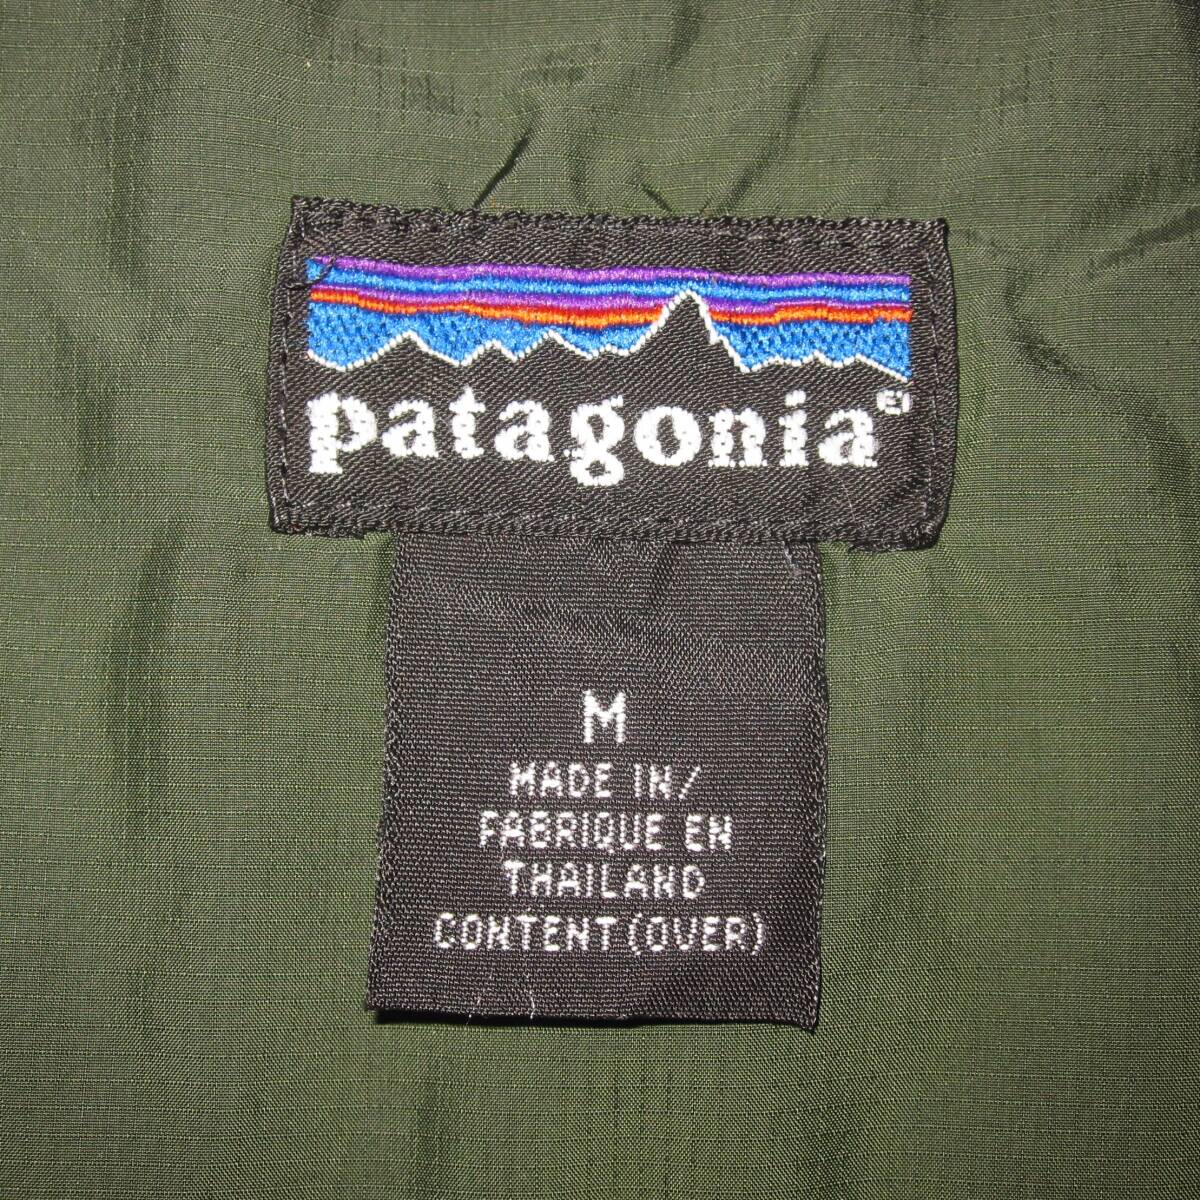 patagonia®
M
MADE IN/
FABRIQUE EN
THAILAND
CONTENT(OVER)